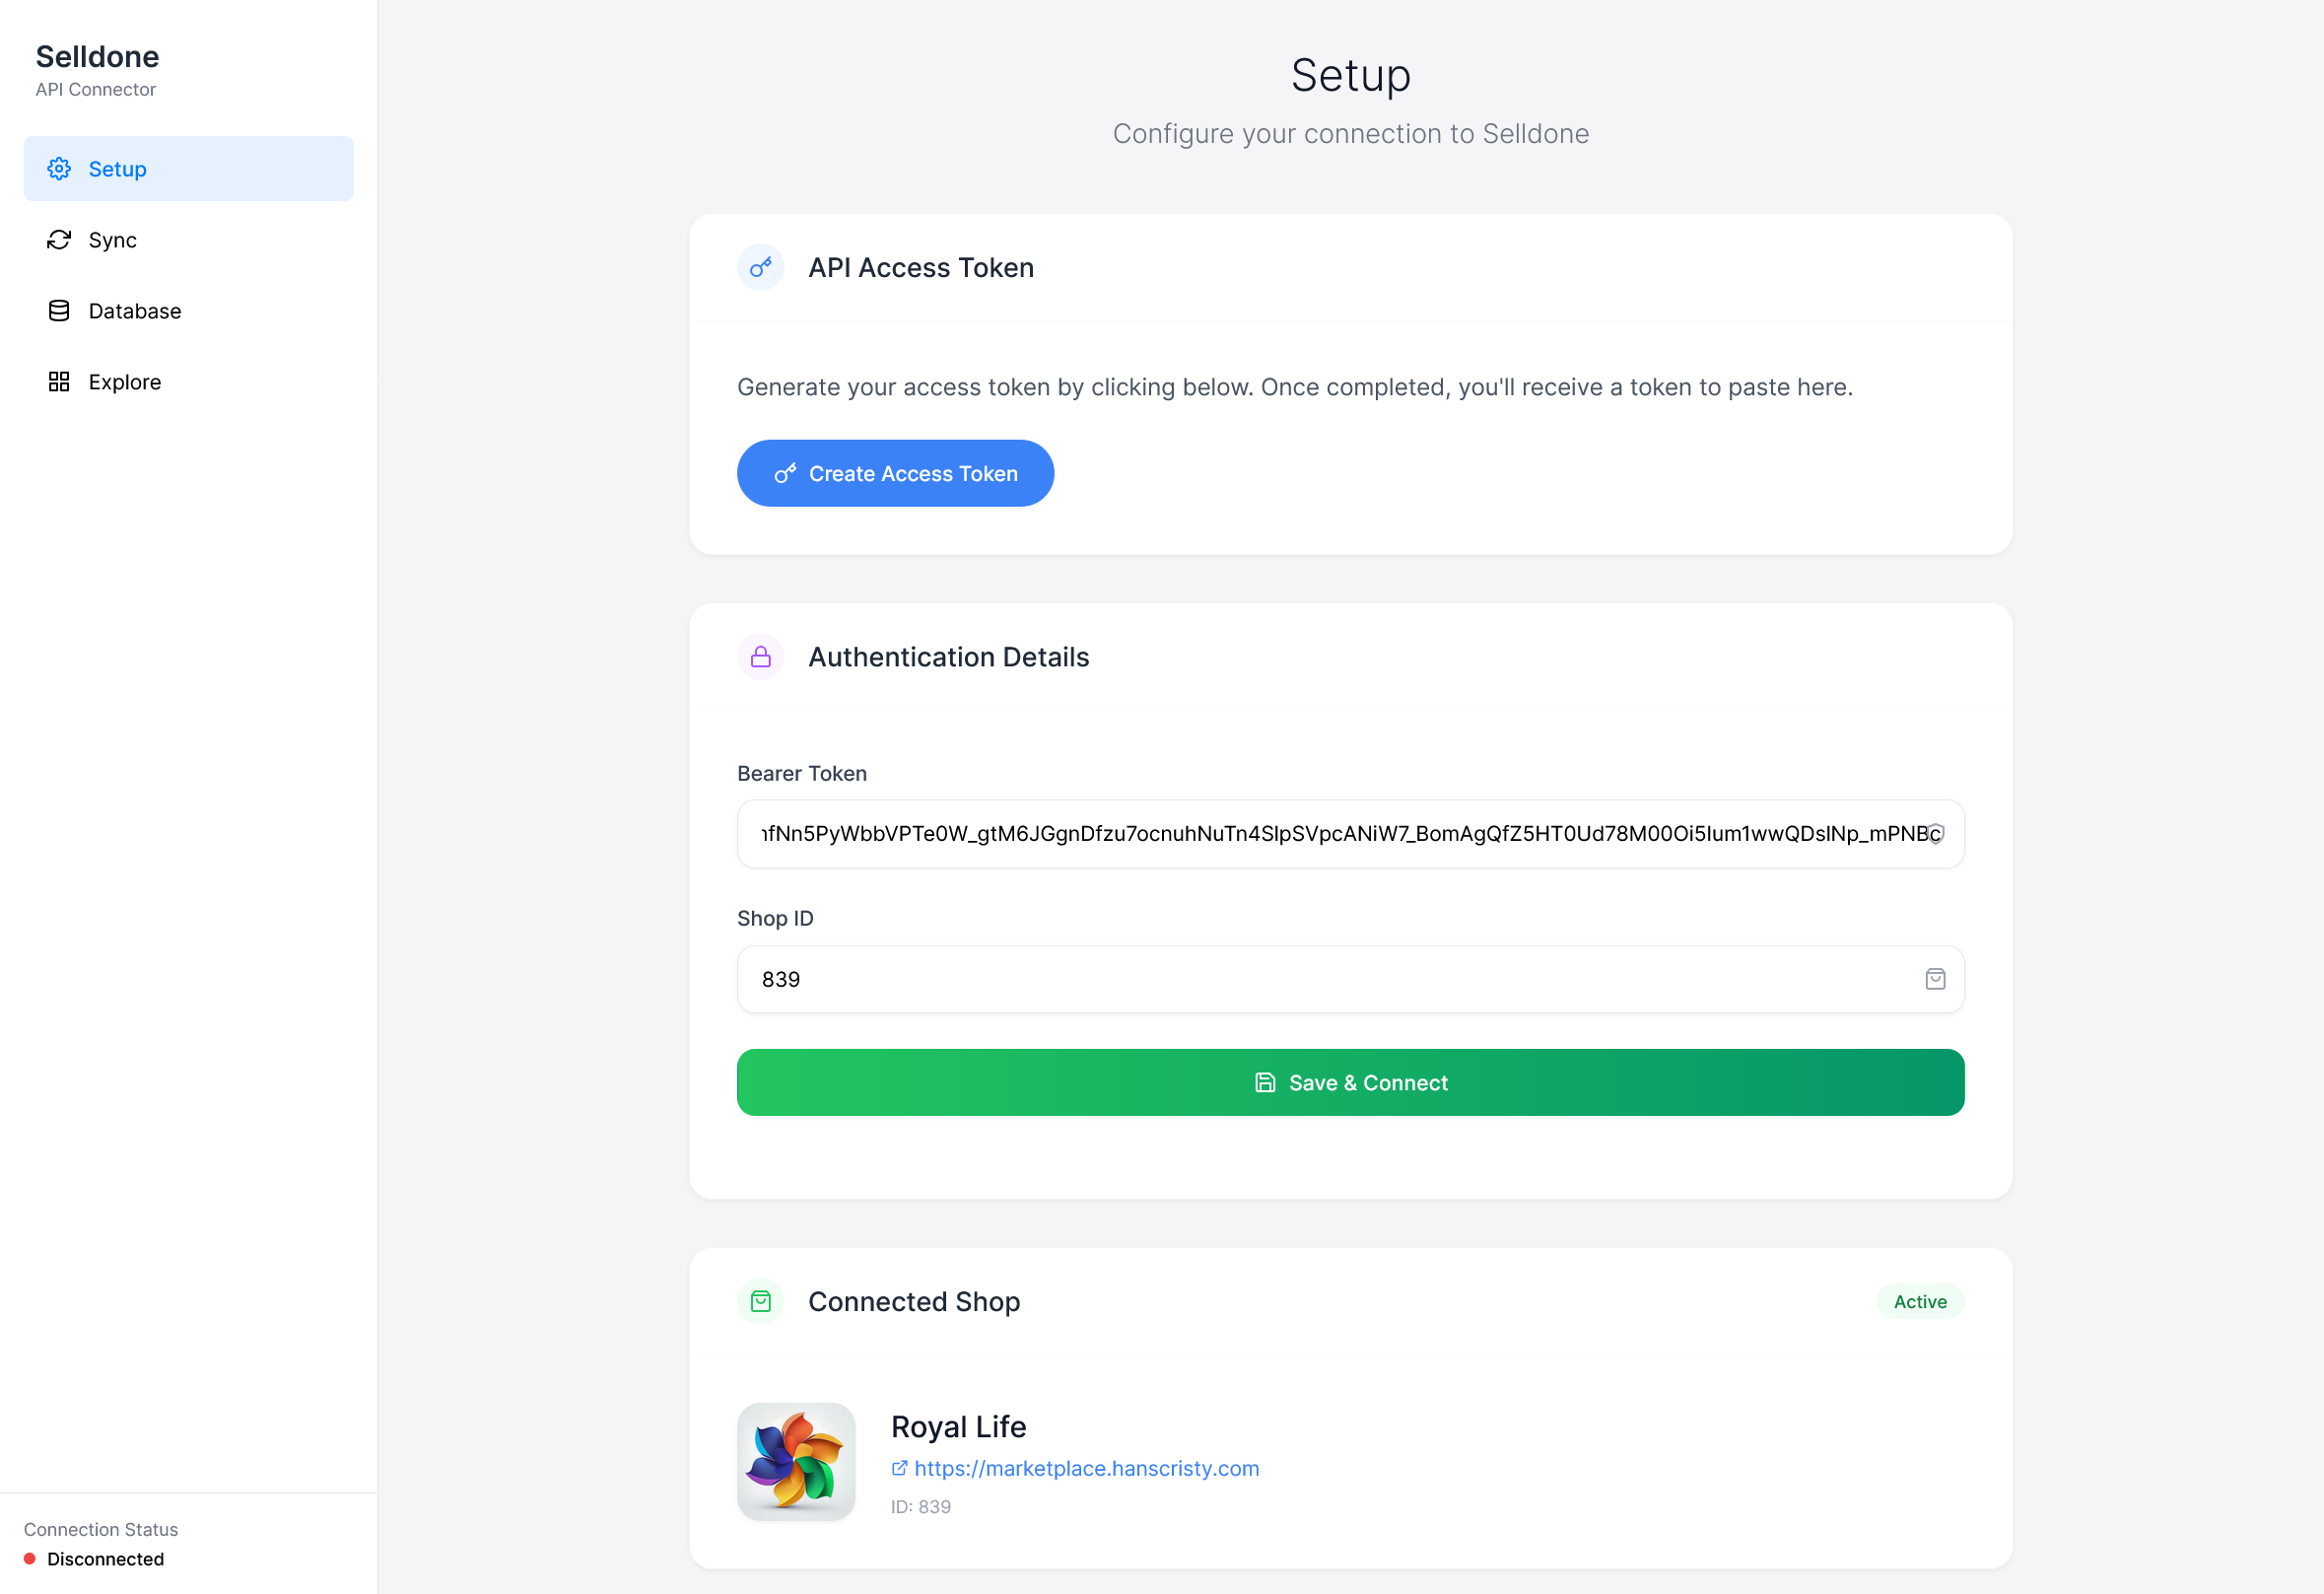 Selldone
API Connector
Setup
Sync
Database
Explore
Connection Status
Disconnected
Setup
Configure your connection to Selldone
API Access Token
Generate your access token by clicking below. Once completed, you'll receive a token to paste here.
Create Access Token
Authentication Details
Bearer Token
fNn5PyWbbVPTe0W_gtM6JGgnDfzu7ocnuhNuTn4SIpSVpcANiW7_BomAgQfZ5HT0Ud78M00Oi5Ium1wwQDsINp_mPNBc
Shop ID
839
Save & Connect
Connected Shop
Active
Royal Life
https://marketplace.hanscristy.com
ID: 839